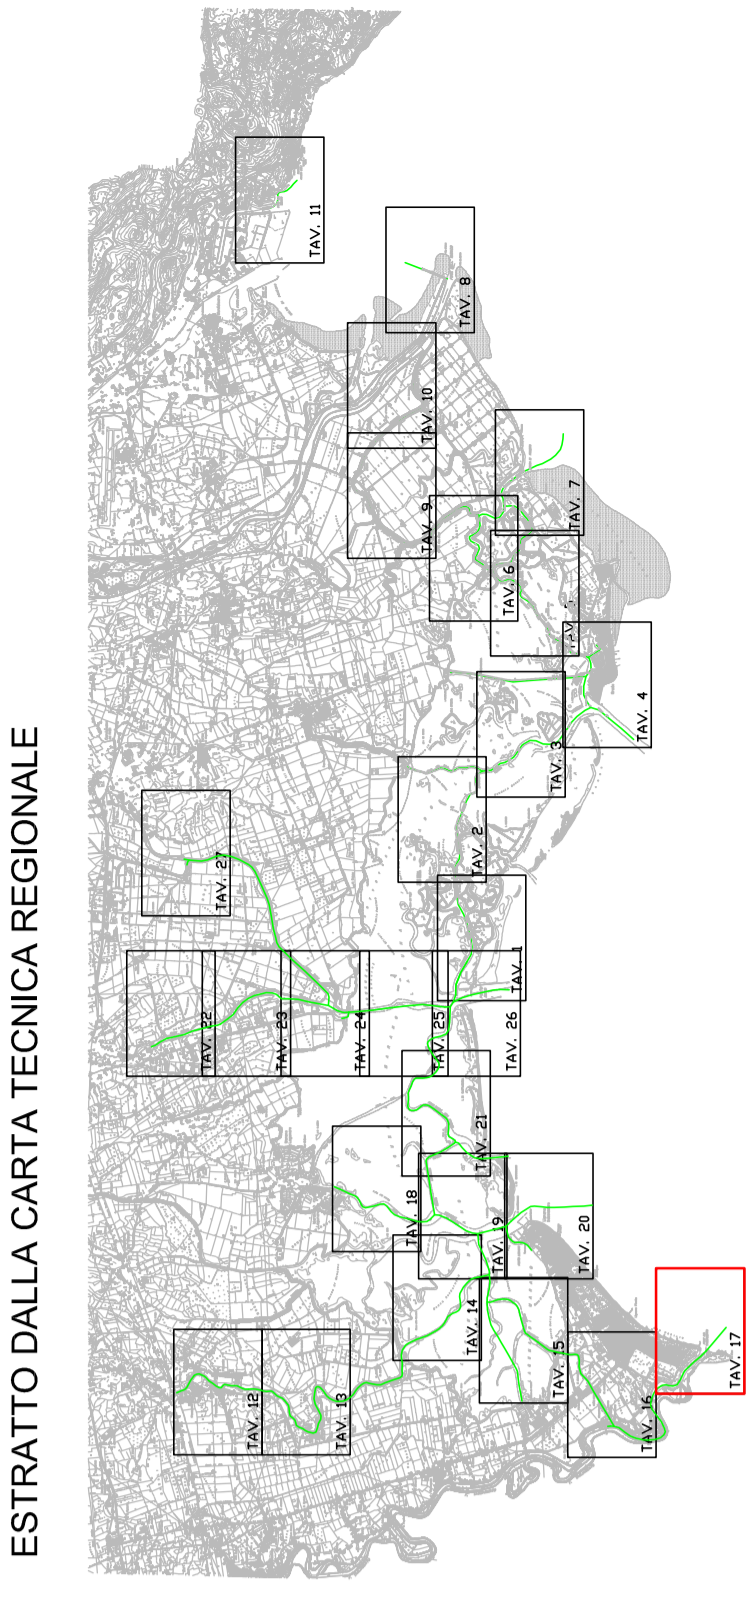 ESTRATTO DALLA CARTA TECNICA REGIONALE
TAV. 11
TAV. 8
TAV. 10
TAV. 7
TAV. 9
TAV. 6
TAV. 4
TAV. 3
TAV. 2
TAV. 27
TAV. 1
TAV. 22
TAV. 23
TAV. 24
TAV. 25
TAV. 26
TAV. 21
TAV. 18
TAV. 19
TAV. 20
TAV. 14
TAV. 15
TAV. 12
TAV. 13
TAV. 16
TAV. 17